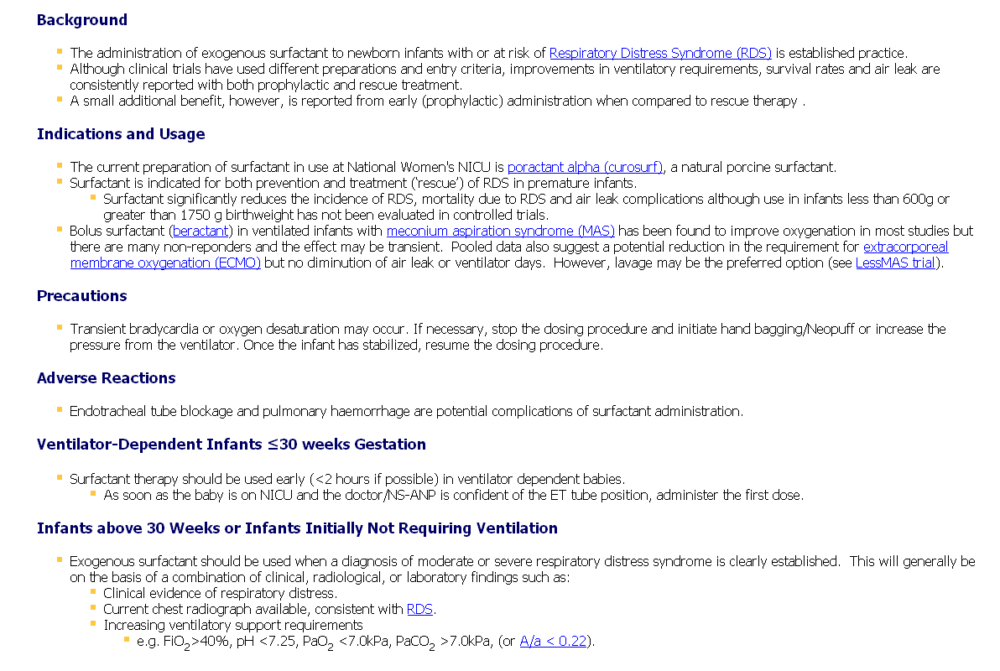 Background
The administration of exogenous surfactant to newborn infants with or at risk of Respiratory Distress Syndrome (RDS) is established practice.
Although clinical trials have used different preparations and entry criteria, improvements in ventilatory requirements, survival rates and air leak are
consistently reported with both prophylactic and rescue treatment.
A small additional benefit, however, is reported from early (prophylactic) administration when compared to rescue therapy .
Indications and Usage
The current preparation of surfactant in use at National Women's NICU is poractant alpha (curosurf), a natural porcine surfactant.
Surfactant is indicated for both prevention and treatment (‘rescue’) of RDS in premature infants.
Surfactant significantly reduces the incidence of RDS, mortality due to RDS and air leak complications although use in infants less than 600g or
greater than 1750 g birthweight has not been evaluated in controlled trials.
Bolus surfactant (beractant) in ventilated infants with meconium aspiration syndrome (MAS) has been found to improve oxygenation in most studies but
there are many non-reponders and the effect may be transient.  Pooled data also suggest a potential reduction in the requirement for extracorporeal
membrane oxygenation (ECMO) but no diminution of air leak or ventilator days.  However, lavage may be the preferred option (see LessMAS trial).
Precautions
Transient bradycardia or oxygen desaturation may occur. If necessary, stop the dosing procedure and initiate hand bagging/Neopuff or increase the
pressure from the ventilator. Once the infant has stabilized, resume the dosing procedure.
Adverse Reactions
Endotracheal tube blockage and pulmonary haemorrhage are potential complications of surfactant administration.
Ventilator-Dependent Infants ≤30 weeks Gestation
Surfactant therapy should be used early (<2 hours if possible) in ventilator dependent babies.
As soon as the baby is on NICU and the doctor/NS-ANP is confident of the ET tube position, administer the first dose.
Infants above 30 Weeks or Infants Initially Not Requiring Ventilation
Exogenous surfactant should be used when a diagnosis of moderate or severe respiratory distress syndrome is clearly established.  This will generally be
on the basis of a combination of clinical, radiological, or laboratory findings such as:
Clinical evidence of respiratory distress.
Current chest radiograph available, consistent with RDS.
Increasing ventilatory support requirements
e.g. FiO2>40%, pH <7.25, PaO2 <7.0kPa, PaCO2 >7.0kPa, (or A/a < 0.22).